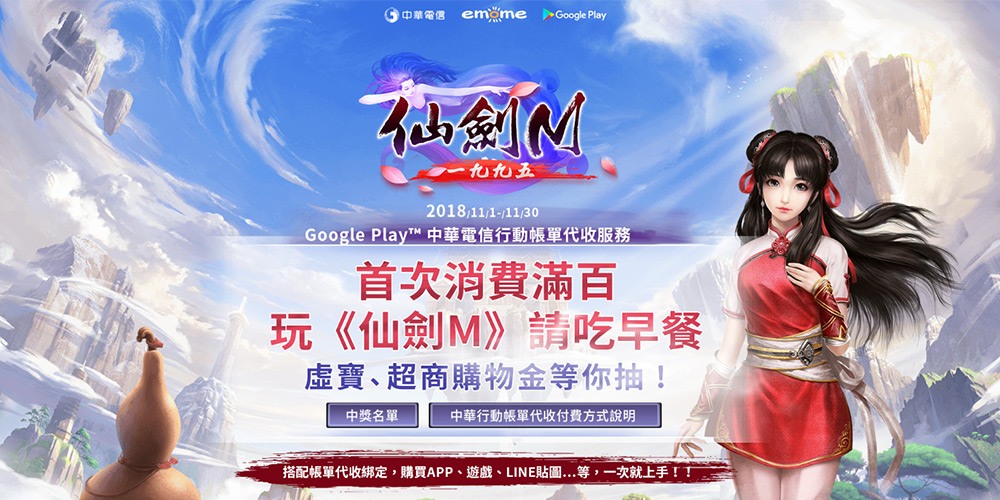 中華電信 emome Google Play
仙劍M
一九九五
2018/11/1-/11/30
Google Play™ 中華電信行動帳單代收服務
首次消費滿百
玩《仙劍M》請吃早餐
虛寶、超商購物金等你抽！
中獎名單 中華行動帳單代收付費方式說明
搭配帳單代收綁定，購買APP、遊戲、LINE貼圖...等，一次就上手！！